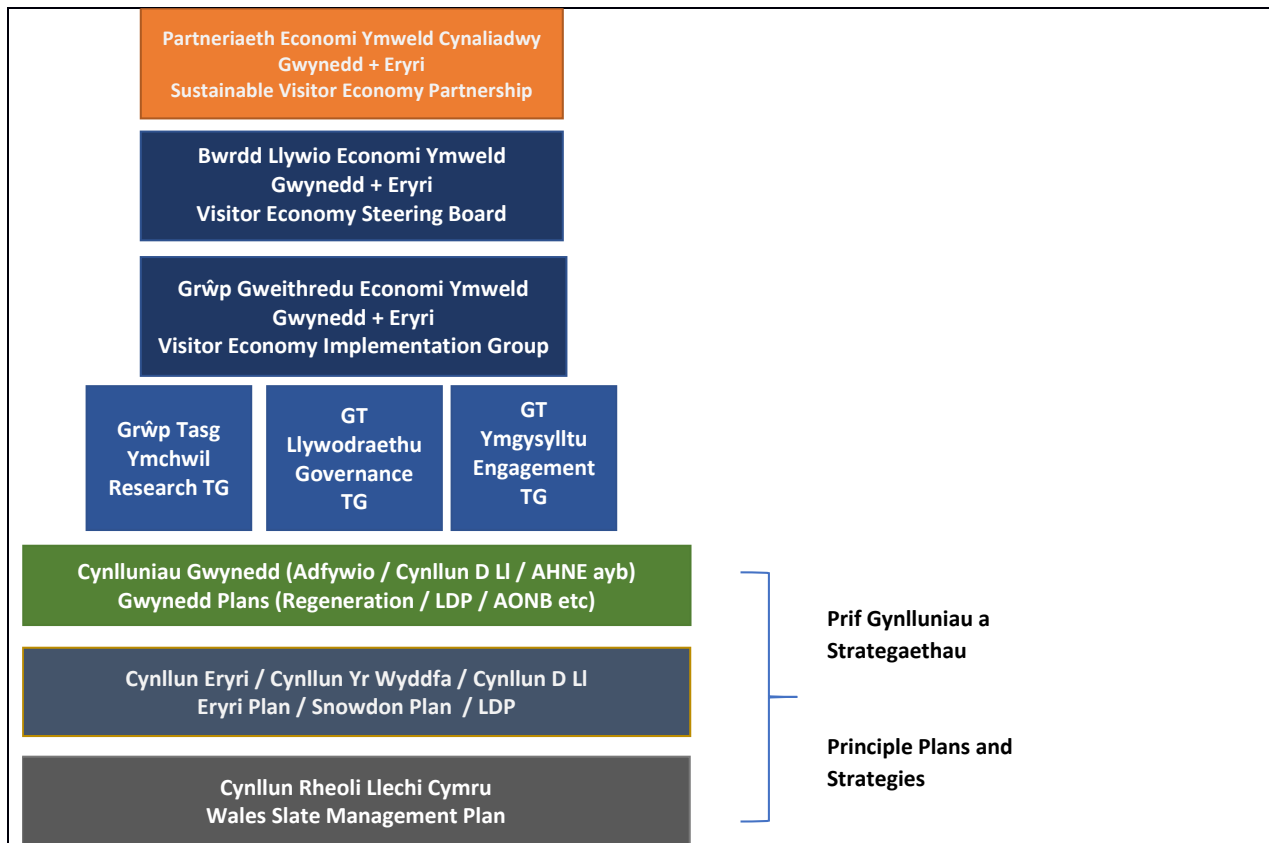 Partneriaeth Economi Ymweld Cynaliadwy
Gwynedd + Eryri
Sustainable Visitor Economy Partnership
Bwrdd Llywio Economi Ymweld
Gwynedd + Eryri
Visitor Economy Steering Board
Grŵp Gweithredu Economi Ymweld
Gwynedd + Eryri
Visitor Economy Implementation Group
Grŵp Tasg
Ymchwil
Research TG
GT
Llywodraethu
Governance
TG
GT
Ymgysylltu
Engagement
TG
Cynlluniau Gwynedd (Adfywio / Cynllun D Ll / AHNE ayb)
Gwynedd Plans (Regeneration / LDP / AONB etc)
Cynllun Eryri / Cynllun Yr Wyddfa / Cynllun D Ll
Eryri Plan / Snowdon Plan / LDP
Cynllun Rheoli Llechi Cymru
Wales Slate Management Plan
Prif Gynlluniau a
Strategaethau
Principle Plans and
Strategies